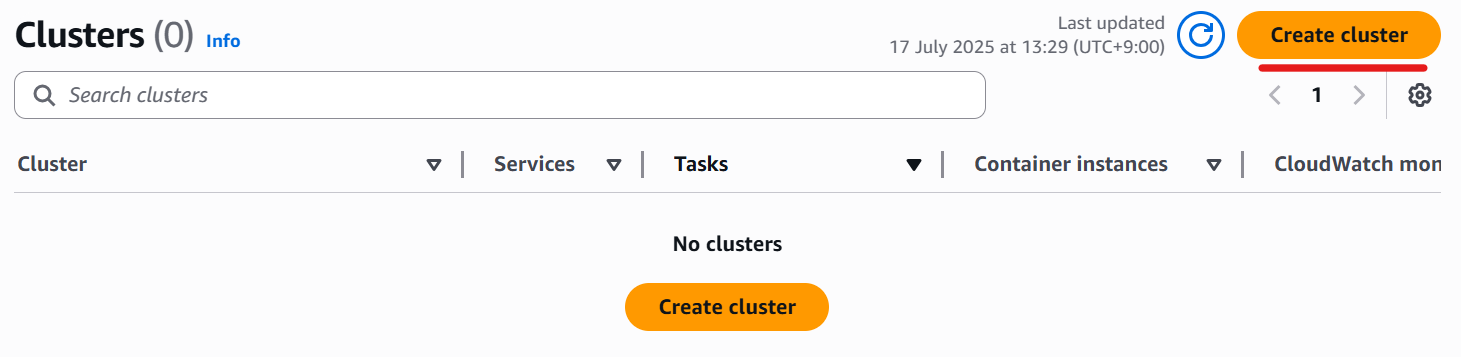 Clusters (0) Info
Last updated
17 July 2025 at 13:29 (UTC+9:00)
Create cluster
Search clusters
1
Cluster Services Tasks Container instances CloudWatch mon
No clusters
Create cluster